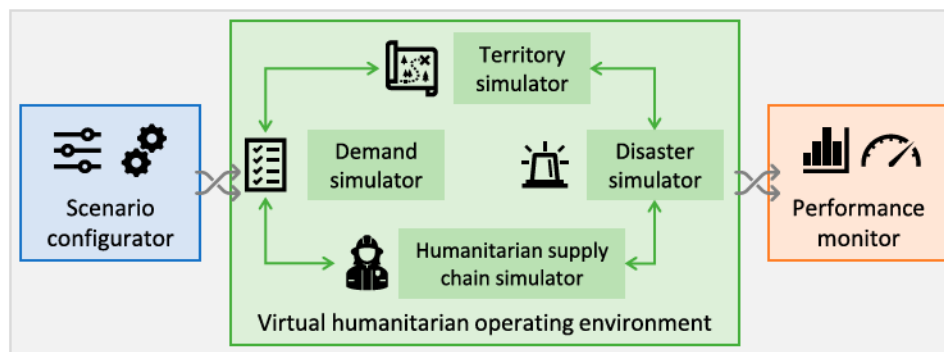 Scenario
configurator
Territory
simulator
Demand
simulator
Disaster
simulator
Humanitarian supply
chain simulator
Virtual humanitarian operating environment
Performance
monitor